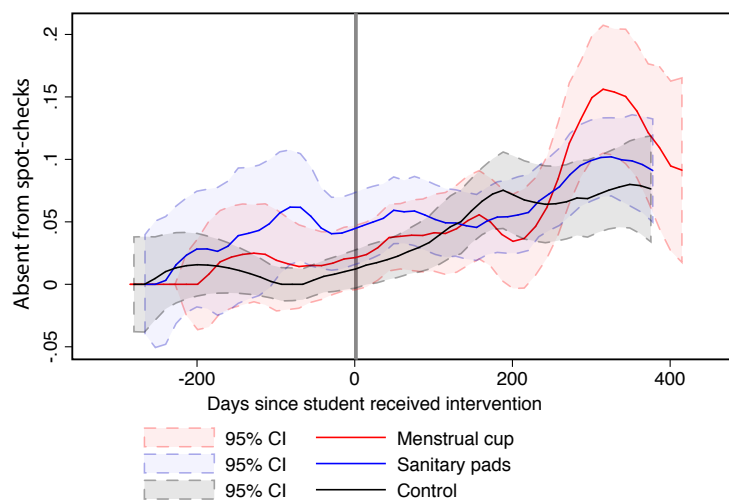 Absent from spot-checks
.2
.15
.1
.05
0
-.05
-200 0 200 400
Days since student received intervention
95% CI Menstrual cup
95% CI Sanitary pads
95% CI Control